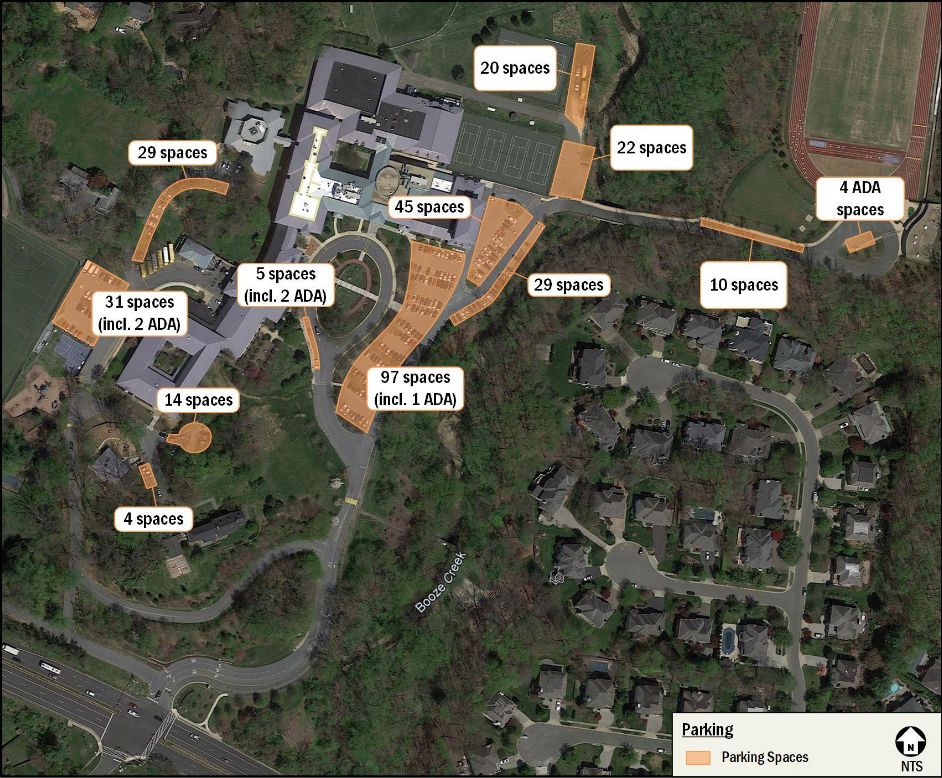 20 spaces
22 spaces
29 spaces
4 ADA
spaces
45 spaces
5 spaces
(incl. 2 ADA)
10 spaces
29 spaces
31 spaces
(incl. 2 ADA)
97 spaces
(incl. 1 ADA)
14 spaces
4 spaces
Booze Creek
Parking
Parking Spaces
N
NTS